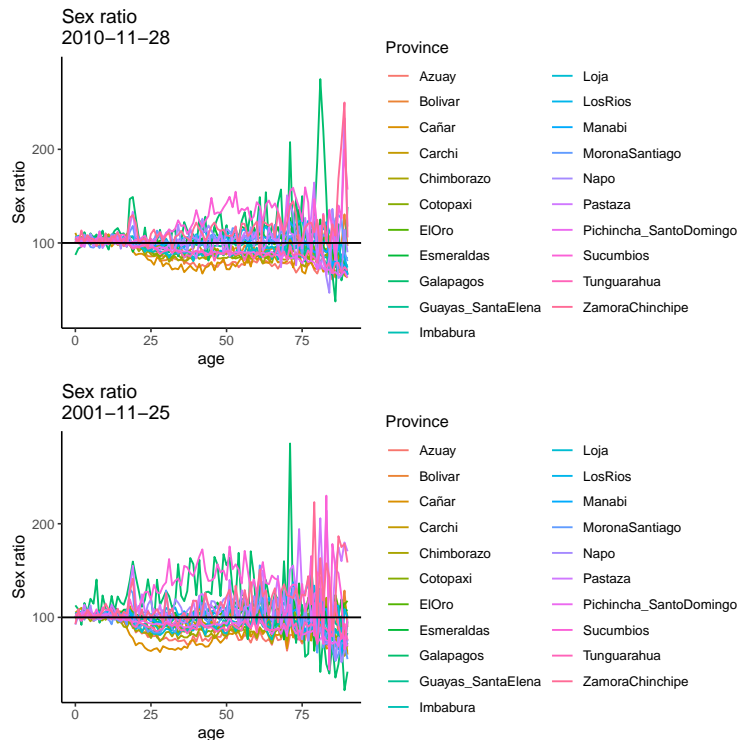 Sex ratio
2010−11−28
Sex ratio
200
100
0
25
50
75
age
Province
Azuay
Bolivar
Cañar
Carchi
Chimborazo
Cotopaxi
ElOro
Esmeraldas
Galapagos
Guayas_SantaElena
Imbabura
Loja
LosRios
Manabi
MoronaSantiago
Napo
Pastaza
Pichincha_SantoDomingo
Sucumbios
Tunguarahua
ZamoraChinchipe
Sex ratio
2001−11−25
Sex ratio
200
100
0
25
50
75
age
Province
Azuay
Bolivar
Cañar
Carchi
Chimborazo
Cotopaxi
ElOro
Esmeraldas
Galapagos
Guayas_SantaElena
Imbabura
Loja
LosRios
Manabi
MoronaSantiago
Napo
Pastaza
Pichincha_SantoDomingo
Sucumbios
Tunguarahua
ZamoraChinchipe